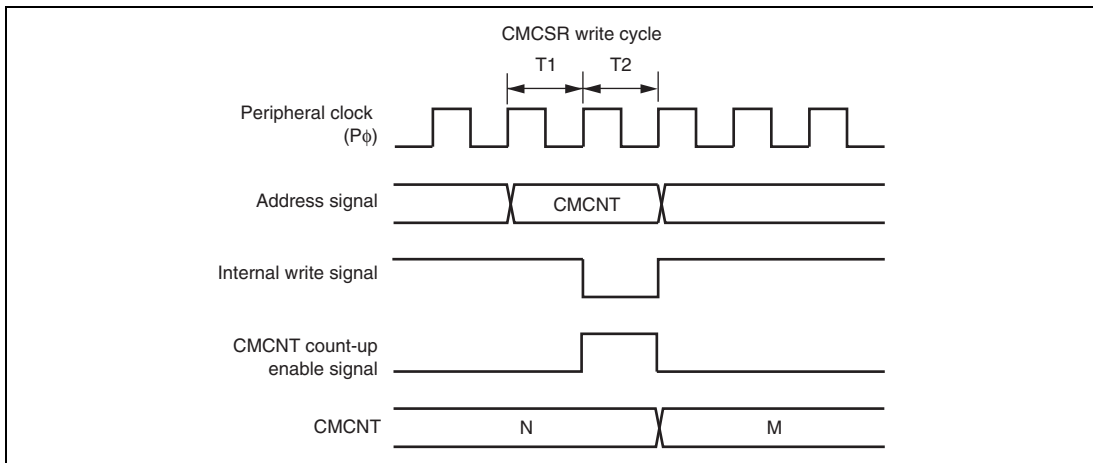 CMCSR write cycle
T1 T2
Peripheral clock
(Pϕ)
Address signal CMCNT
Internal write signal
CMCNT count-up
enable signal
CMCNT N M